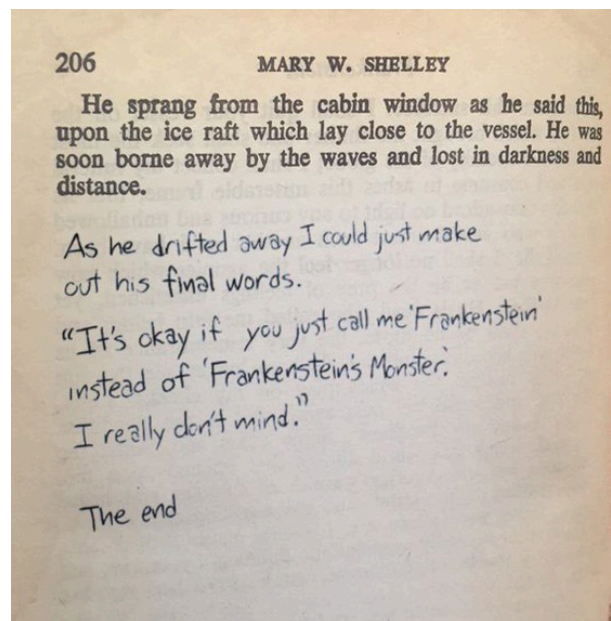 206 MARY W. SHELLEY
He sprang from the cabin window as he said this,
upon the ice raft which lay close to the vessel. He was
soon borne away by the waves and lost in darkness and
distance.
As he drifted away I could just make
out his final words.
“It's okay if you just call me 'Frankenstein'
instead of 'Frankenstein's Monster.'
I really don't mind.”
The end